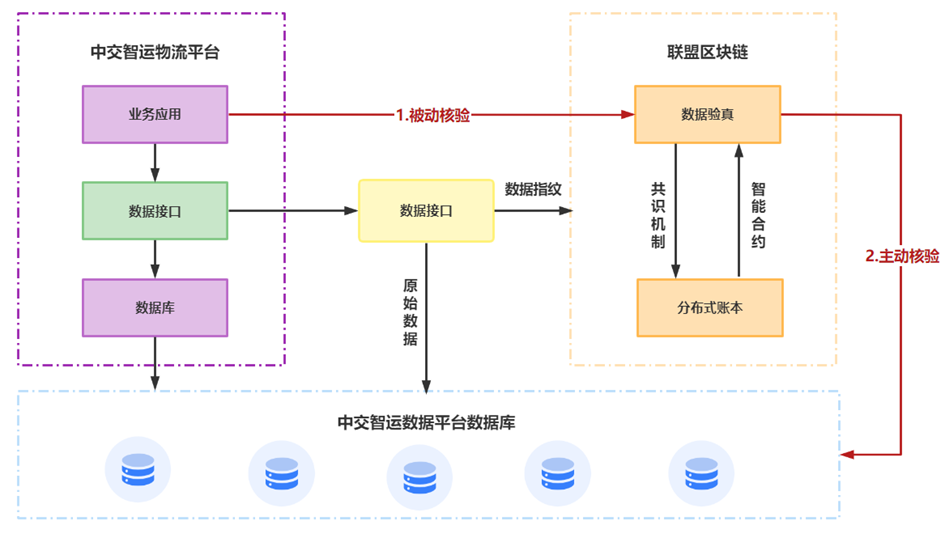 中交智运物流平台
联盟区块链
业务应用
1.被动核验
数据验真
数据接口
数据接口
数据指纹
共识机制
智能合约
2.主动核验
数据库
原始数据
分布式账本
中交智运数据平台数据库